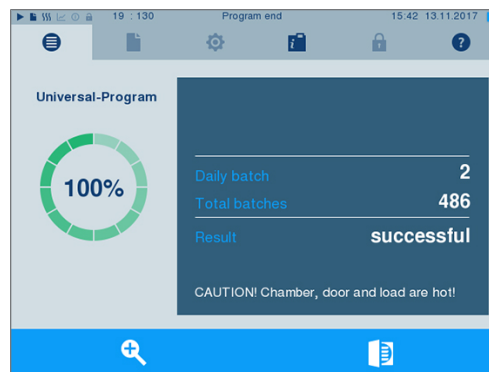 19 : 130 Program end 15:42 13.11.2017
i
?
Universal-Program
100%
Daily batch 2
Total batches 486
Result successful
CAUTION! Chamber, door and load are hot!